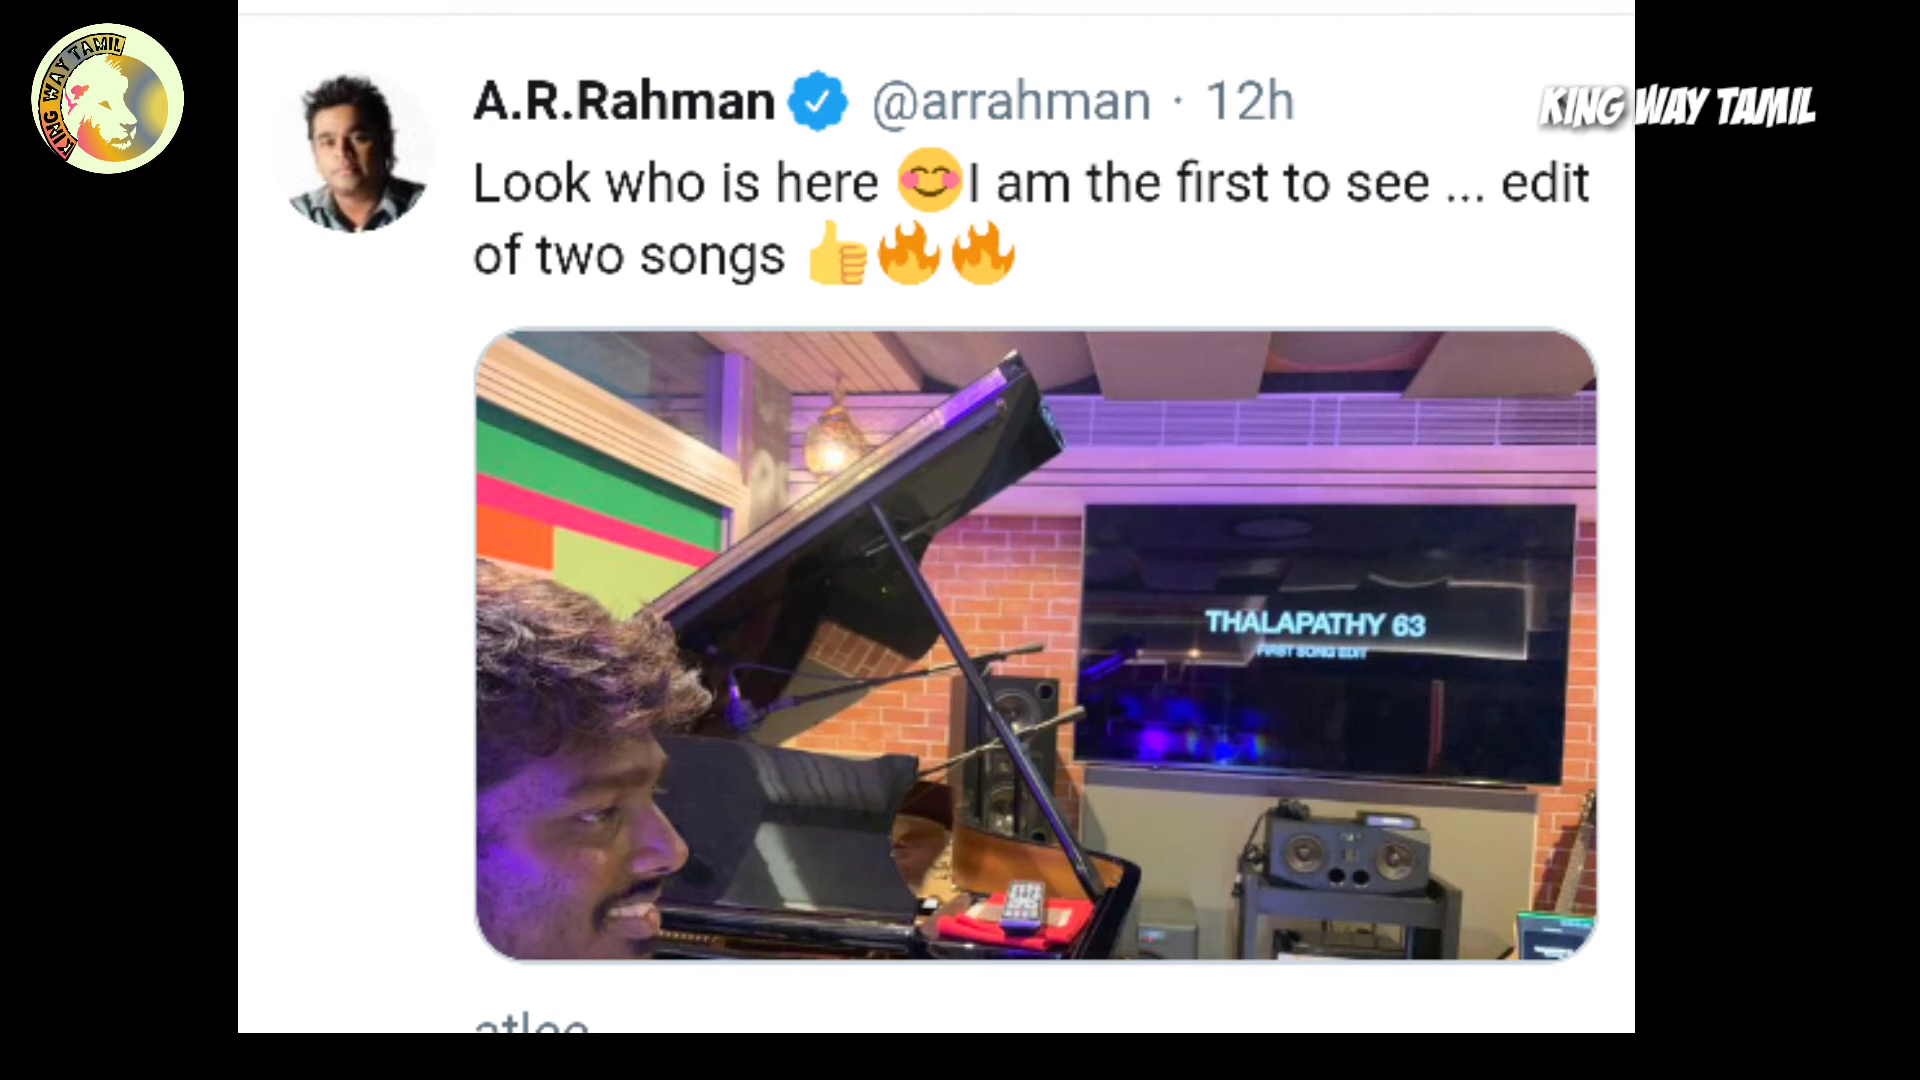 KING WAY TAMIL
A.R.Rahman @arrahman · 12h
KING WAY TAMIL
Look who is here 😊I am the first to see ... edit
of two songs 👍🔥🔥
THALAPATHY 63
FIRST SONG EDIT
atlee